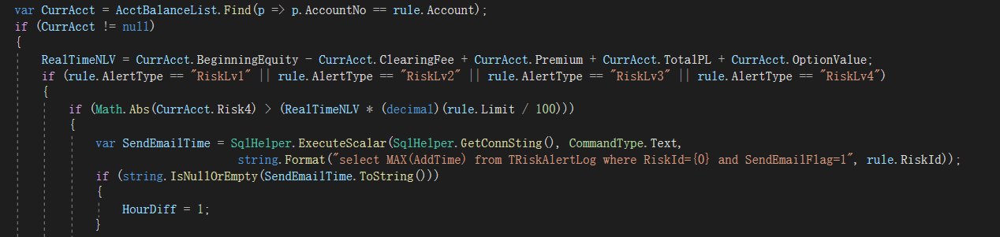 var CurrAcct = AcctBalanceList.Find(p => p.AccountNo == rule.Account);
if (CurrAcct != null)
{
RealTimeNLV = CurrAcct.BeginningEquity - CurrAcct.ClearingFee + CurrAcct.Premium + CurrAcct.TotalPL + CurrAcct.OptionValue;
if (rule.AlertType == "RiskLv1" || rule.AlertType == "RiskLv2" || rule.AlertType == "RiskLv3" || rule.AlertType == "RiskLv4")
{
if (Math.Abs(CurrAcct.Risk4) > (RealTimeNLV * (decimal)(rule.Limit / 100)))
{
var SendEmailTime = SqlHelper.ExecuteScalar(SqlHelper.GetConnSting(), CommandType.Text,
string.Format("select MAX(AddTime) from TRiskAlertLog where RiskId={0} and SendEmailFlag=1", rule.RiskId));
if (string.IsNullOrEmpty(SendEmailTime.ToString()))
{
HourDiff = 1;
}